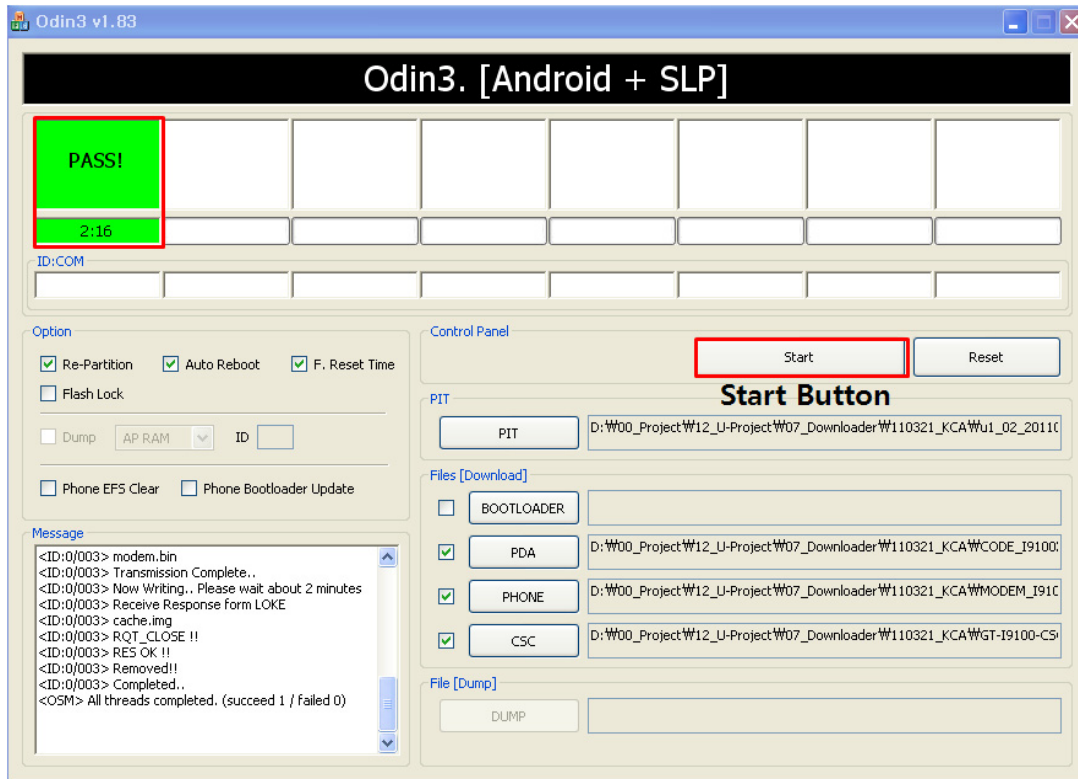 Odin3 v1.83
Odin3. [Android + SLP]
PASS!
2:16
ID:COM
Option
Re-Partition Auto Reboot F. Reset Time
Flash Lock
Dump AP RAM ID
Phone EFS Clear Phone Bootloader Update
Message
<ID:0/003> modem.bin
<ID:0/003> Transmission Complete..
<ID:0/003> Now Writing.. Please wait about 2 minutes
<ID:0/003> Receive Response form LOKE
<ID:0/003> cache.img
<ID:0/003> RQT_CLOSE !!
<ID:0/003> RES OK !!
<ID:0/003> Removed!!
<ID:0/003> Completed..
<OSM> All threads completed. (succeed 1 / failed 0)
Control Panel
Start Reset
Start Button
PIT
PIT D:₩00_Project₩12_U-Project₩07_Downloader₩110321_KCA₩u1_02_20110
Files [Download]
BOOTLOADER
PDA D:₩00_Project₩12_U-Project₩07_Downloader₩110321_KCA₩CODE_I9100
PHONE D:₩00_Project₩12_U-Project₩07_Downloader₩110321_KCA₩MODEM_I910
CSC D:₩00_Project₩12_U-Project₩07_Downloader₩110321_KCA₩GT-I9100-CS
File [Dump]
DUMP